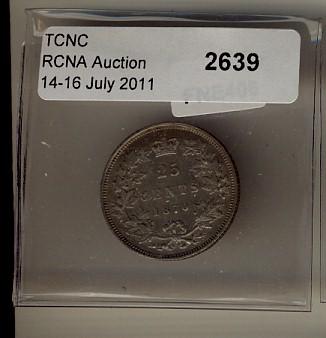 TCNC
RCNA Auction
14-16 July 2011
2639
25
CENTS